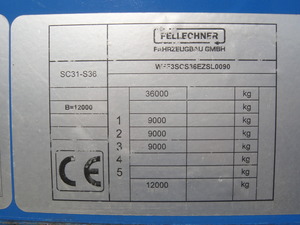 FELLECHNER
FAHRZEUGBAU GMBH
SC31-S36
B=12000
36000 kg
kg
1 9000 kg
2 9000 kg
3 9000 kg
4 kg
5
12000 kg
CE